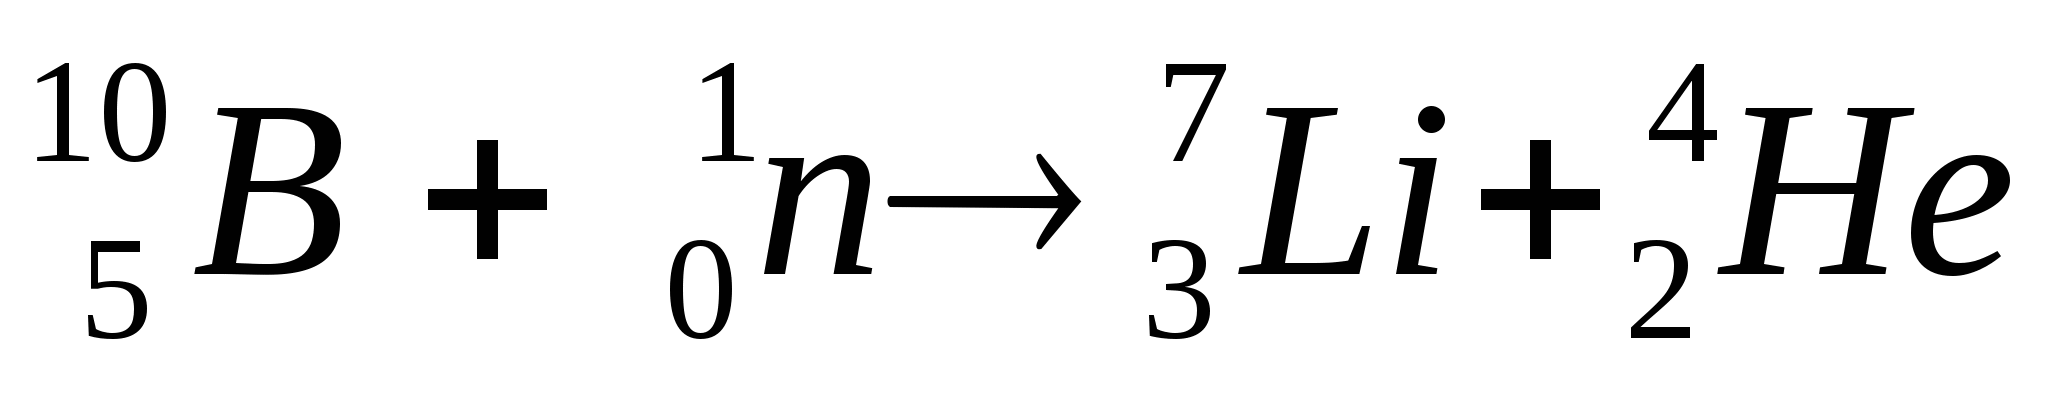 ¹⁰₅B + ¹₀n → ⁷₃Li + ⁴₂He